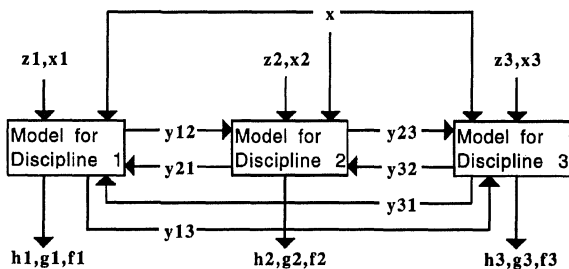 x
z1,x1
z2,x2
z3,x3
Model for
Discipline 1
y12
y21
Model for
Discipline 2
y23
y32
Model for
Discipline 3
y31
y13
h1,g1,f1
h2,g2,f2
h3,g3,f3